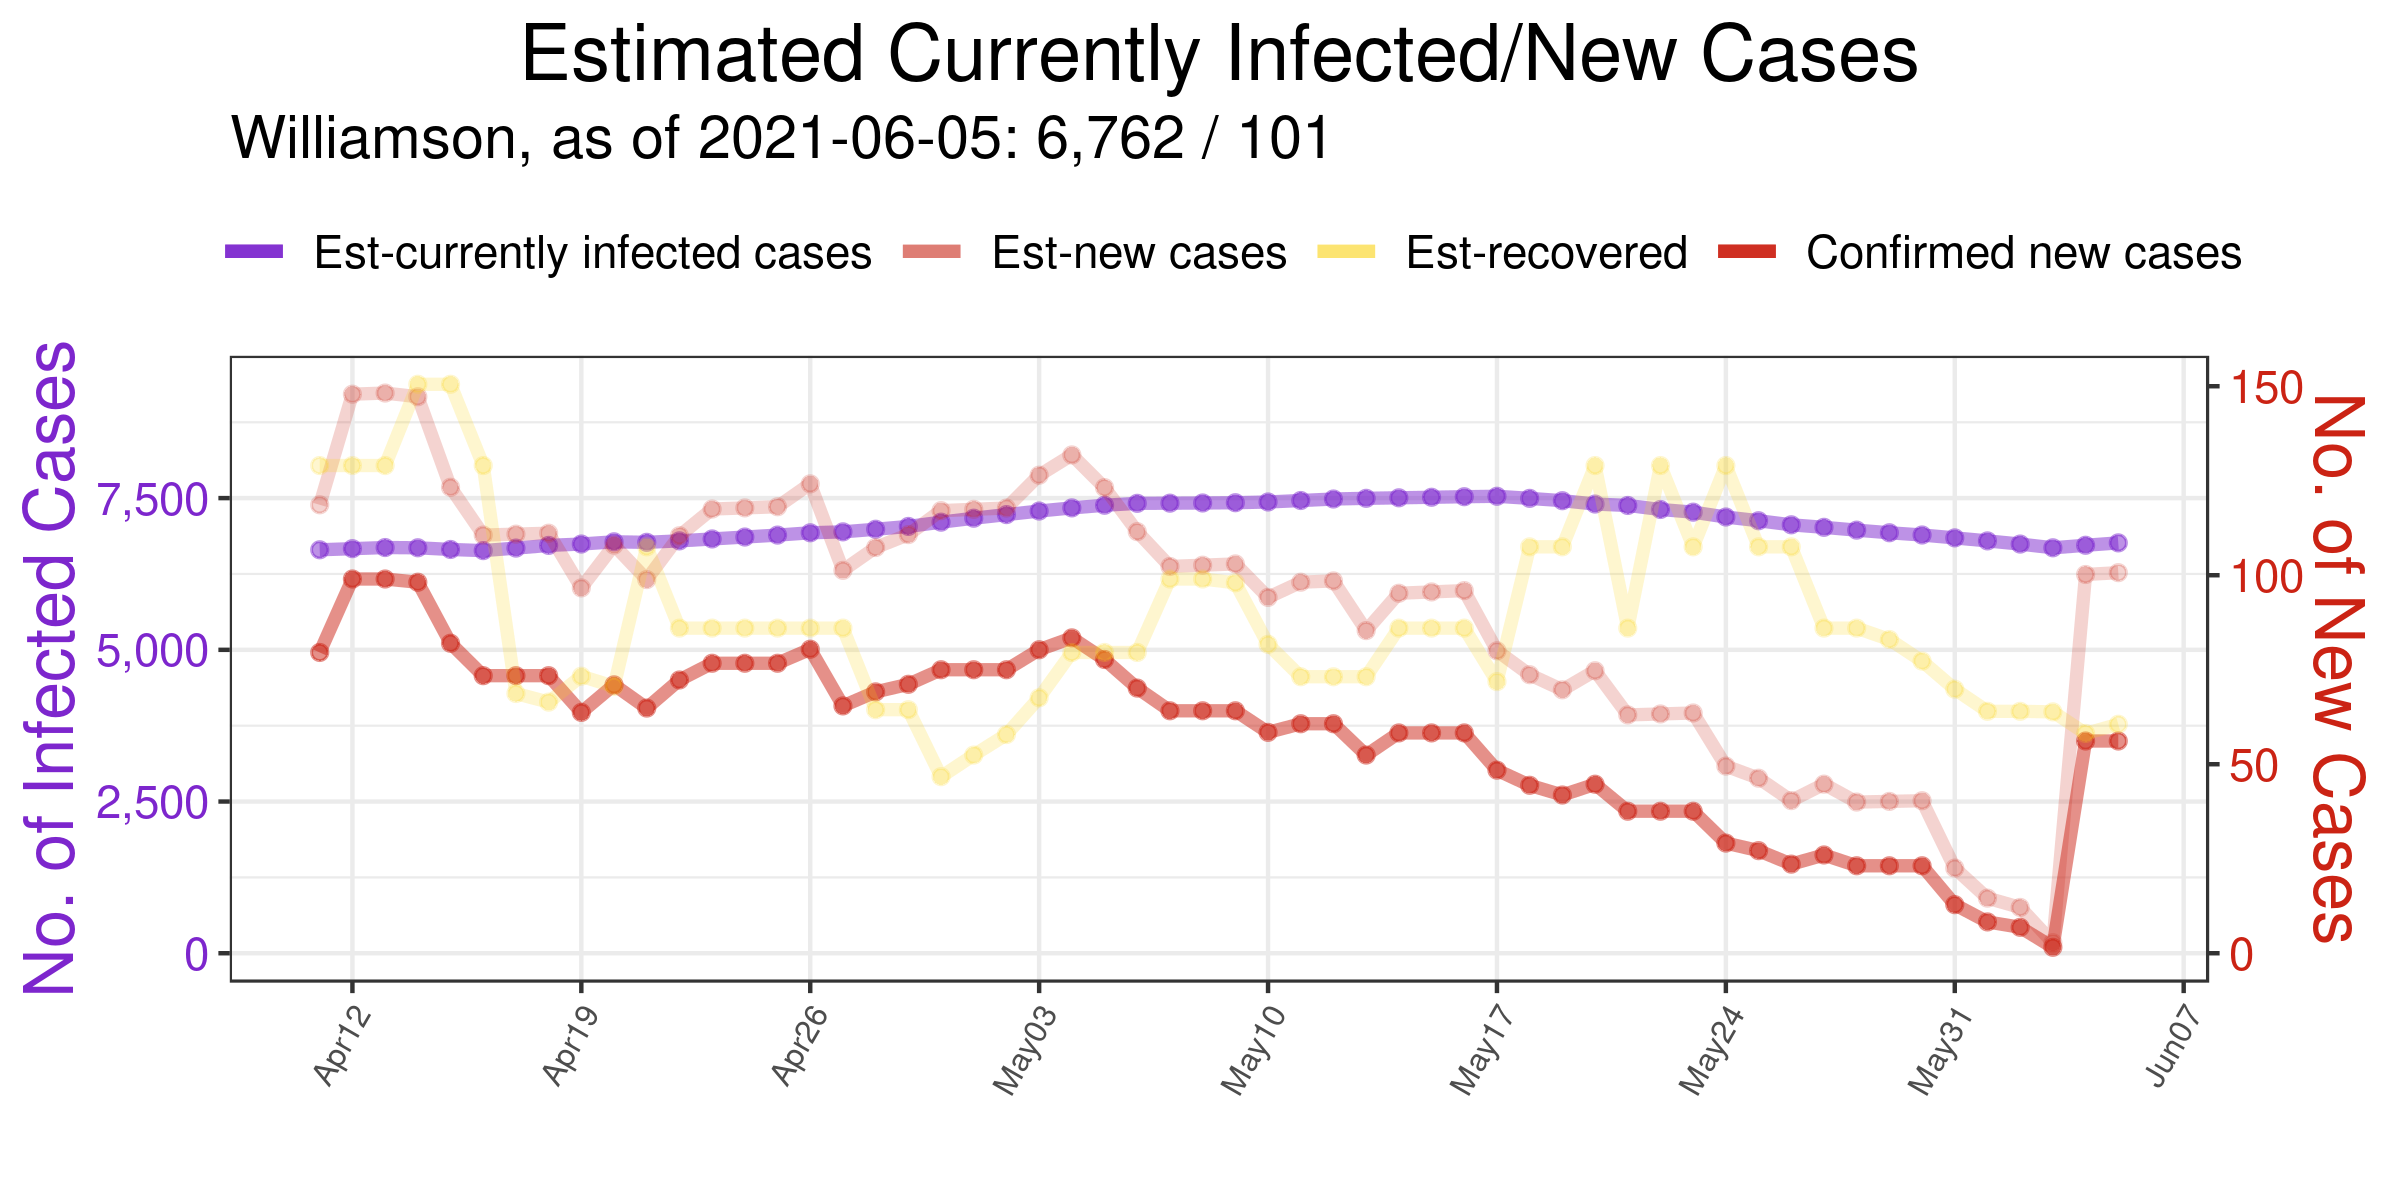 Estimated Currently Infected/New Cases
Williamson, as of 2021-06-05: 6,762 / 101
Est-currently infected cases Est-new cases Est-recovered Confirmed new cases
No. of Infected Cases
7,500
5,000
2,500
0
150
100
50
0
No. of New Cases
Apr12 Apr19 Apr26 May03 May10 May17 May24 May31 Jun07